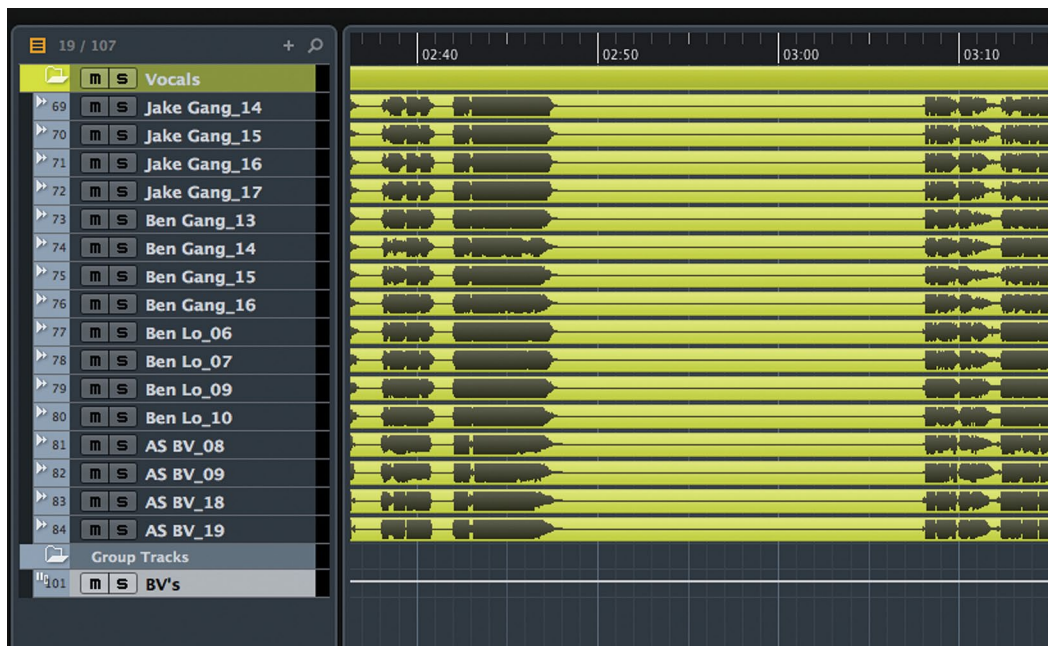 19 / 107 +
02:40 02:50 03:00 03:10
m S Vocals
69 m S Jake Gang_14
70 m S Jake Gang_15
71 m S Jake Gang_16
72 m S Jake Gang_17
73 m S Ben Gang_13
74 m S Ben Gang_14
75 m S Ben Gang_15
76 m S Ben Gang_16
77 m S Ben Lo_06
78 m S Ben Lo_07
79 m S Ben Lo_09
80 m S Ben Lo_10
81 m S AS BV_08
82 m S AS BV_09
83 m S AS BV_18
84 m S AS BV_19
Group Tracks
101 m S BV's